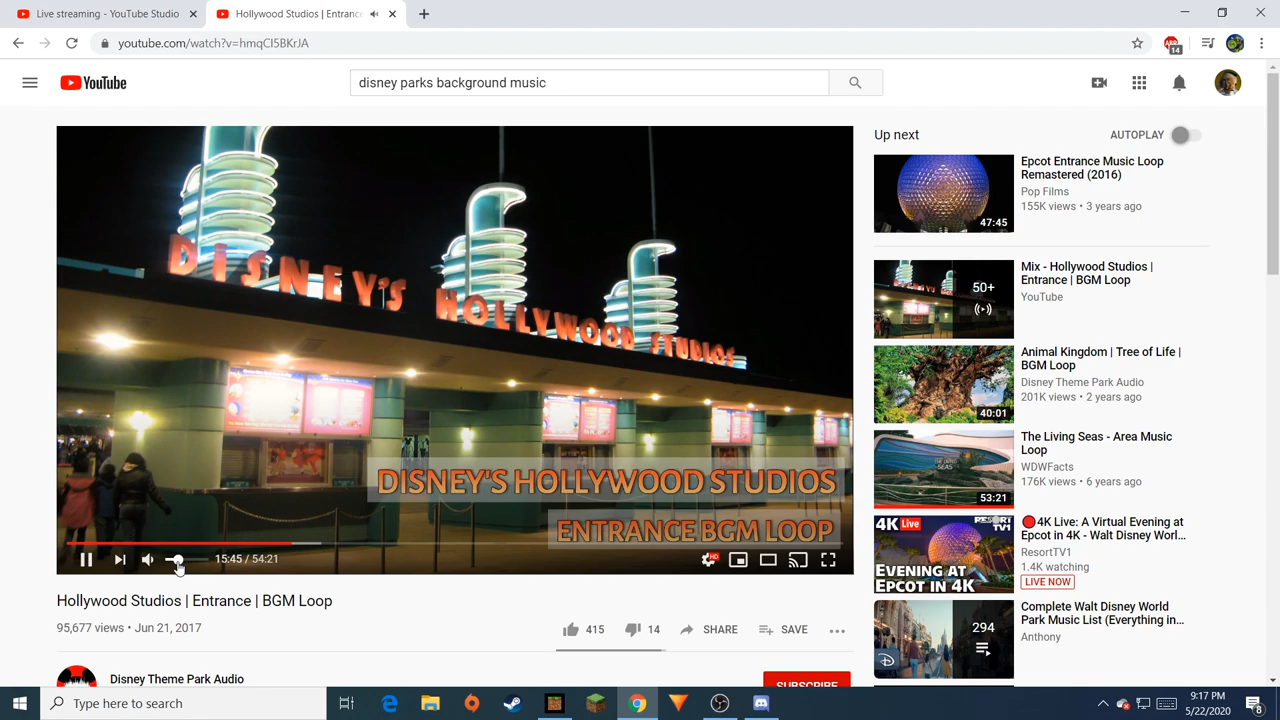 Live streaming - YouTube Studio
Hollywood Studios | Entranc
youtube.com/watch?v=hmqCI5BKrJA
14
YouTube
disney parks background music
DISNEY'S HOLLYWOOD STUDIOS
DISNEY'S HOLLYWOOD STUDIOS
ENTRANCE BGM LOOP
15:45 / 54:21
HD
Hollywood Studios | Entrance | BGM Loop
95,677 views • Jun 21, 2017
415
14
SHARE
SAVE
Disney Theme Park Audio
SUBSCRIBE
Up next
AUTOPLAY
47:45
Epcot Entrance Music Loop
Remastered (2016)
Pop Films
155K views • 3 years ago
50+
Mix - Hollywood Studios |
Entrance | BGM Loop
YouTube
40:01
Animal Kingdom | Tree of Life |
BGM Loop
Disney Theme Park Audio
201K views • 2 years ago
53:21
The Living Seas - Area Music
Loop
WDWFacts
176K views • 6 years ago
4K Live
RESORT
TV1
EVENING AT
EPCOT IN 4K
4K Live: A Virtual Evening at
Epcot in 4K - Walt Disney Worl...
ResortTV1
1.4K watching
LIVE NOW
294
Complete Walt Disney World
Park Music List (Everything in...
Anthony
Type here to search
9:17 PM
5/22/2020
8